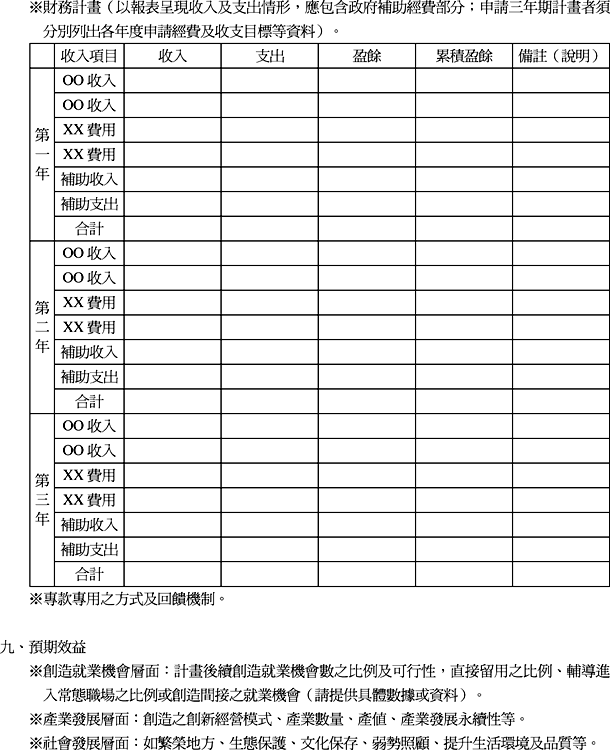 ※財務計畫（以報表呈現收入及支出情形，應包含政府補助經費部分；申請三年期計畫者須
分別列出各年度申請經費及收支目標等資料）。
收入項目 收入 支出 盈餘 累積盈餘 備註（說明）
第一年
OO 收入
OO 收入
XX 費用
XX 費用
補助收入
補助支出
合計
第二年
OO 收入
OO 收入
XX 費用
XX 費用
補助收入
補助支出
合計
第三年
OO 收入
OO 收入
XX 費用
XX 費用
補助收入
補助支出
合計
※專款專用之方式及回饋機制。
九、預期效益
※創造就業機會層面：計畫後續創造就業機會數之比例及可行性，直接留用之比例、輔導進
入常態職場之比例或創造間接之就業機會（請提供具體數據或資料）。
※產業發展層面：創造之創新經營模式、產業數量、產值、產業發展永續性等。
※社會發展層面：如繁榮地方、生態保護、文化保存、弱勢照顧、提升生活環境及品質等。